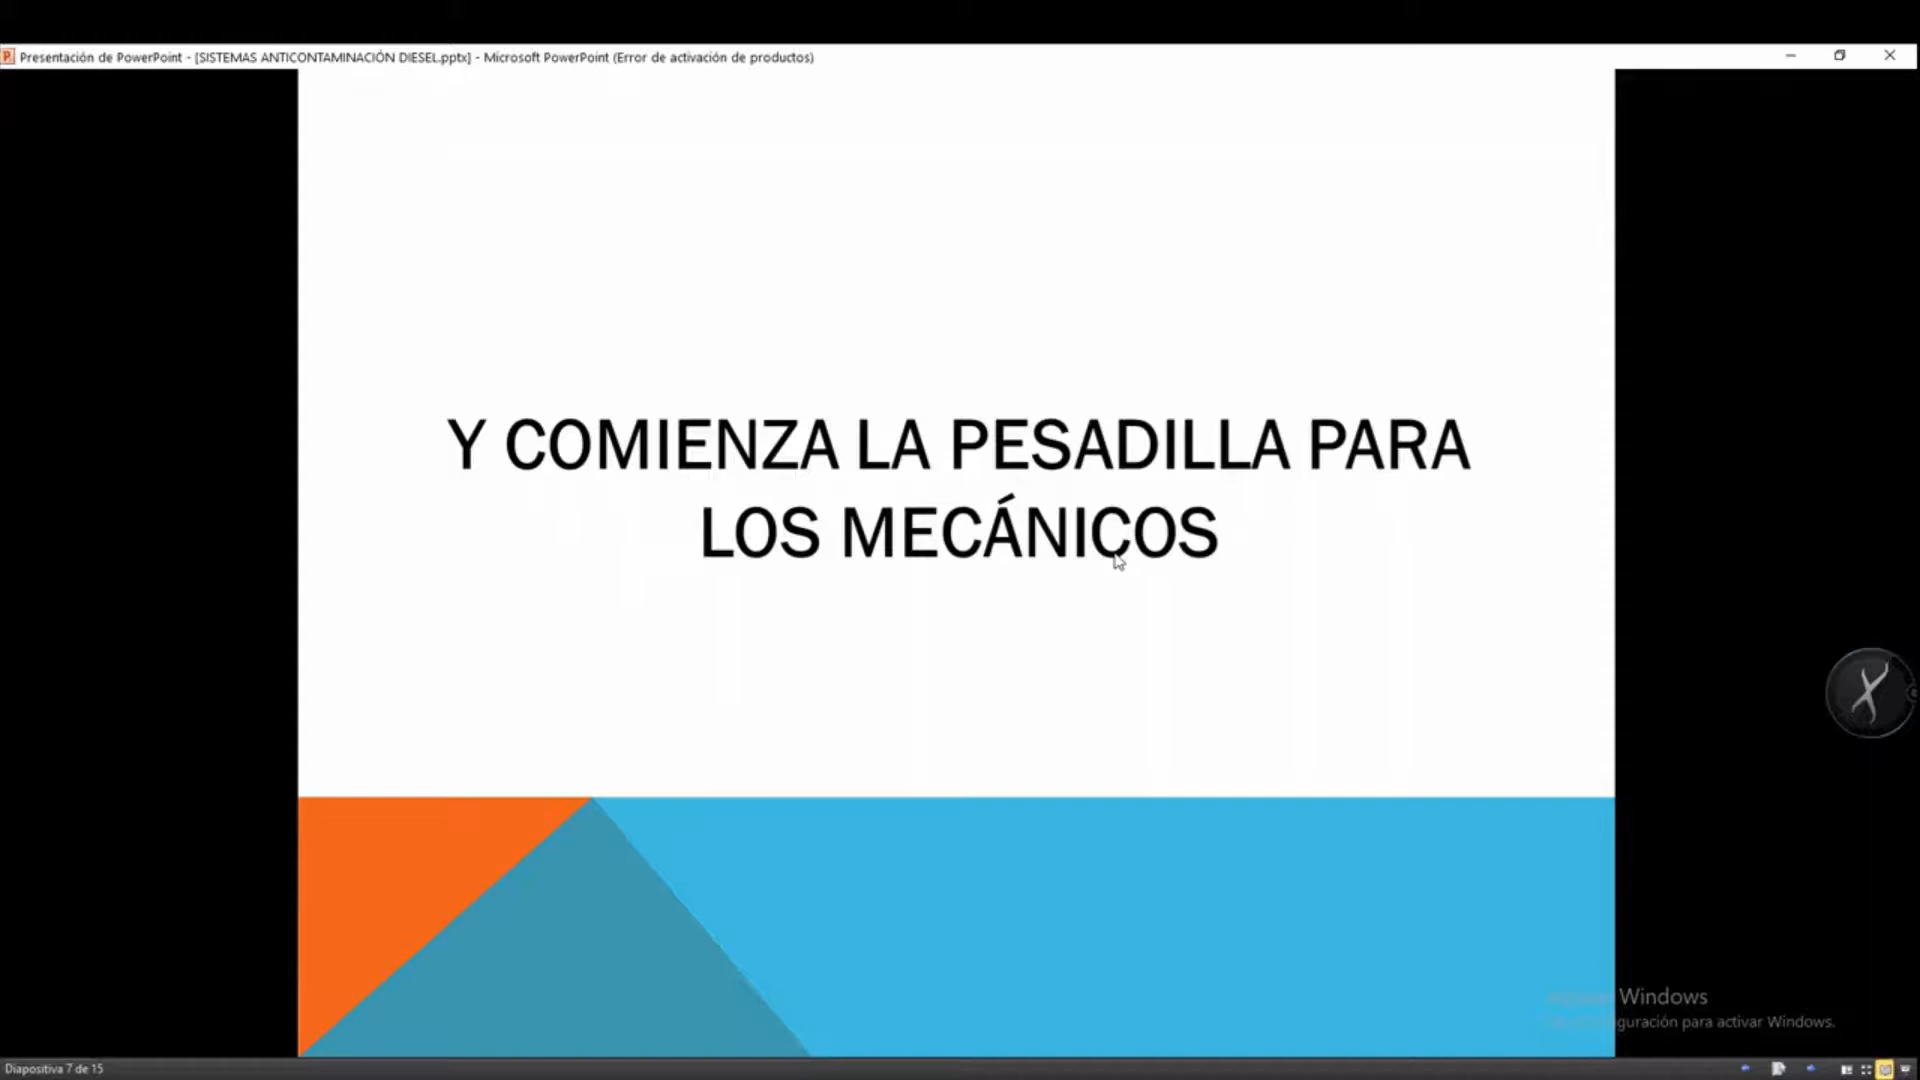 Presentación de PowerPoint - [SISTEMAS ANTICONTAMINACIÓN DIESEL.pptx] - Microsoft PowerPoint (Error de activación de productos)
Y COMIENZA LA PESADILLA PARA
LOS MECÁNICOS
Windows
para activar Windows.
Diapositiva 7 de 15